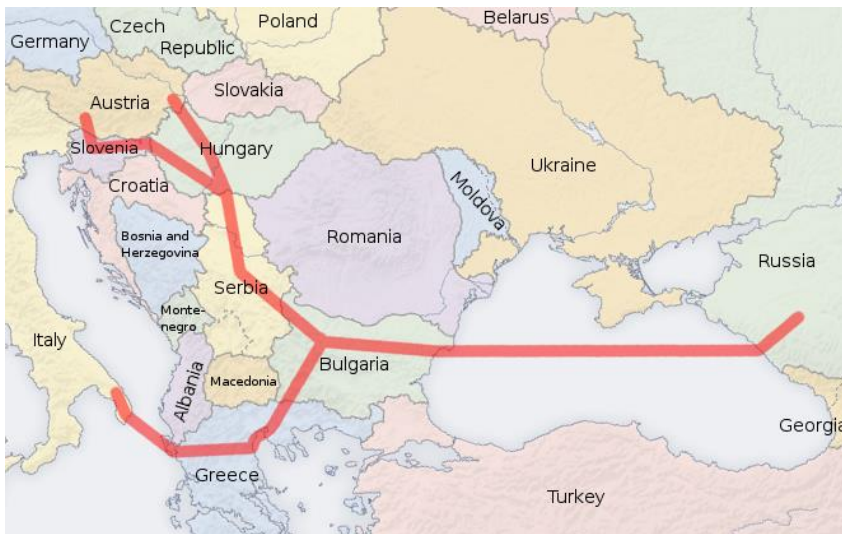 Belarus
Czech
Republic
Poland
Germany
Slovakia
Austria
Slovenia
Hungary
Ukraine
Moldova
Croatia
Romania
Bosnia and
Herzegovina
Russia
Serbia
Monte-
negro
Italy
Bulgaria
Albania
Macedonia
Georgia
Greece
Turkey